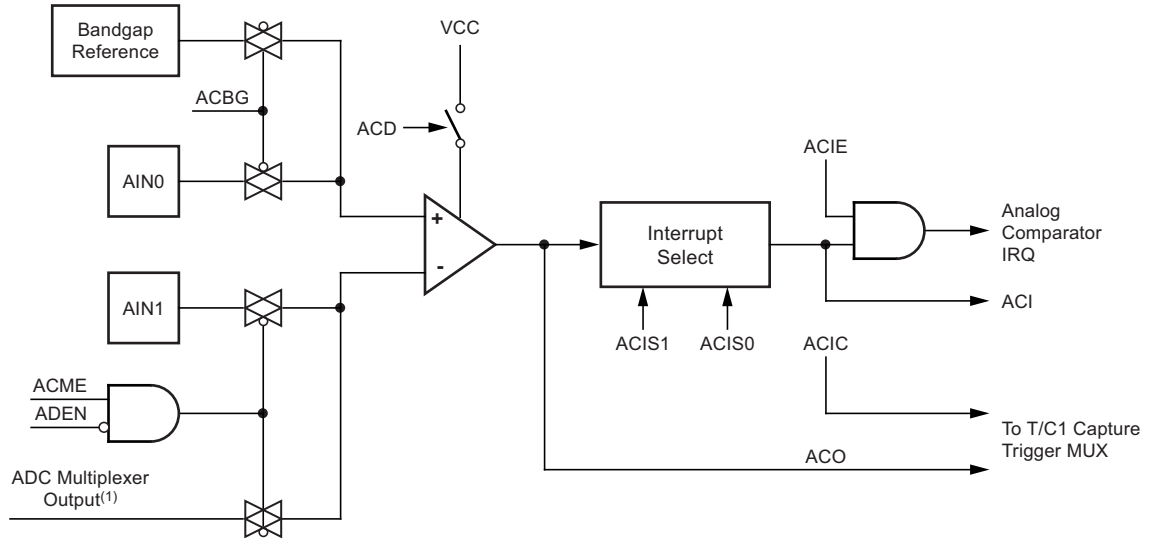 Bandgap
Reference
ACBG
VCC
ACD
AIN0
+
-
AIN1
ACME
ADEN
ADC Multiplexer
Output(1)
Interrupt
Select
ACIS1 ACIS0
ACIE
Analog
Comparator
IRQ
ACI
ACIC
To T/C1 Capture
Trigger MUX
ACO